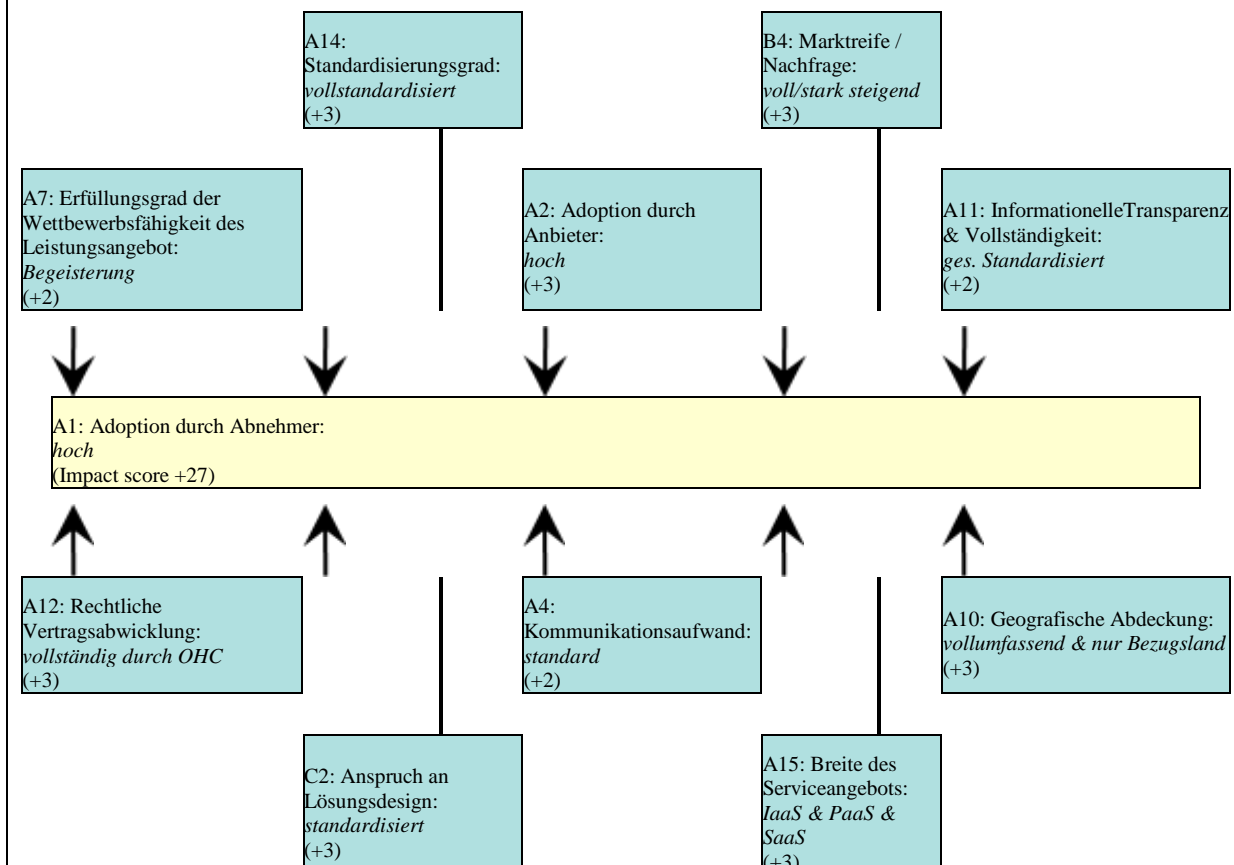 A14:
Standardisierungsgrad:
vollstandardisiert
(+3)
B4: Marktreife /
Nachfrage:
voll/stark steigend
(+3)
A7: Erfüllungsgrad der
Wettbewerbsfähigkeit des
Leistungsangebot:
Begeisterung
(+2)
A2: Adoption durch
Anbieter:
hoch
(+3)
A11: InformationelleTransparenz
& Vollständigkeit:
ges. Standardisiert
(+2)
A1: Adoption durch Abnehmer:
hoch
(Impact score +27)
A12: Rechtliche
Vertragsabwicklung:
vollständig durch OHC
(+3)
A4:
Kommunikationsaufwand:
standard
(+2)
A10: Geografische Abdeckung:
vollumfassend & nur Bezugsland
(+3)
C2: Anspruch an
Lösungsdesign:
standardisiert
(+3)
A15: Breite des
Serviceangebots:
IaaS & PaaS &
SaaS
(+3)